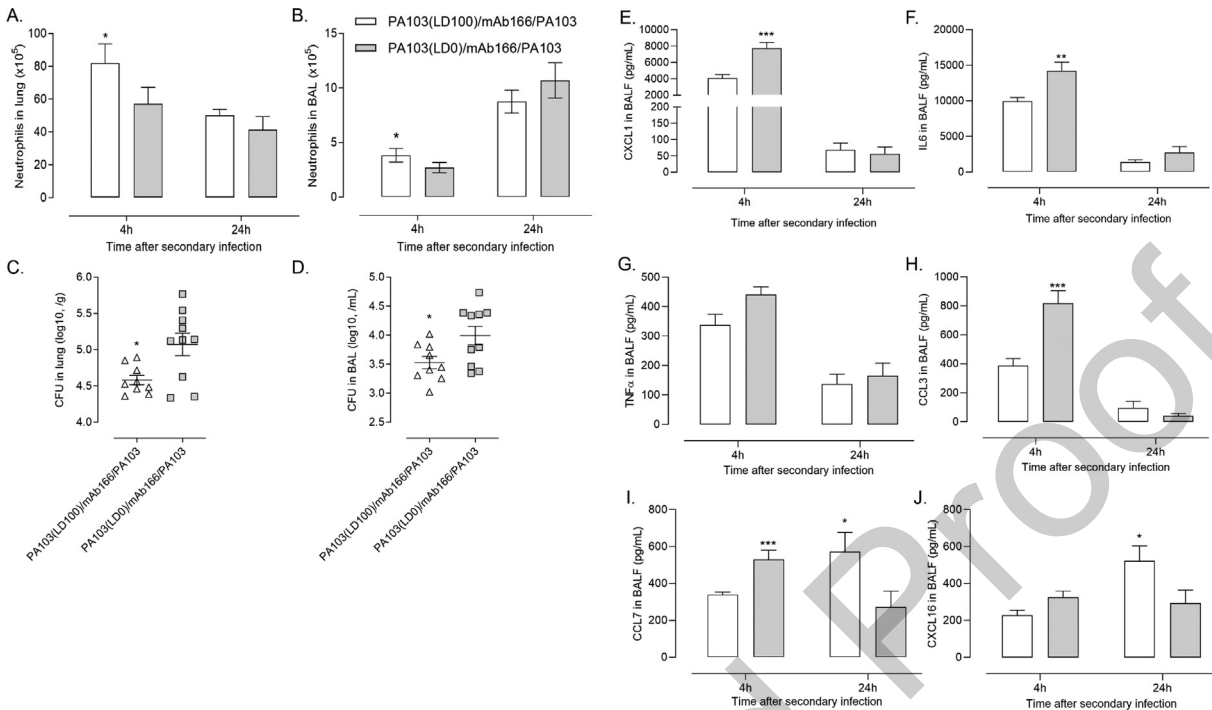 A.
Neutrophils in lung (x10⁵)
100
80
60
40
20
0
*
4h
24h
Time after secondary infection
B.
Neutrophils in BAL (x10⁵)
15
10
5
0
*
4h
24h
Time after secondary infection
PA103(LD100)/mAb166/PA103
PA103(LD0)/mAb166/PA103
C.
CFU in lung (log10, /g)
6.0
5.5
5.0
4.5
4.0
*
PA103(LD100)/mAb166/PA103
PA103(LD0)/mAb166/PA103
D.
CFU in BAL (log10, /mL)
5.0
4.5
4.0
3.5
3.0
2.5
*
PA103(LD100)/mAb166/PA103
PA103(LD0)/mAb166/PA103
E.
CXCL1 in BALF (pg/mL)
10000
8000
6000
4000
2000
100
150
100
50
0
***
4h
24h
Time after secondary infection
F.
IL6 in BALF (pg/mL)
20000
15000
10000
5000
0
**
4h
24h
Time after secondary infection
G.
TNFα in BALF (pg/mL)
500
400
300
200
100
0
4h
24h
Time after secondary infection
H.
CCL3 in BALF (pg/mL)
1000
800
600
400
200
0
***
4h
24h
Time after secondary infection
I.
CCL7 in BALF (pg/mL)
800
600
400
200
0
***
*
4h
24h
Time after secondary infection
J.
CXCL16 in BALF (pg/mL)
800
600
400
200
0
*
4h
24h
Time after secondary infection
Proof